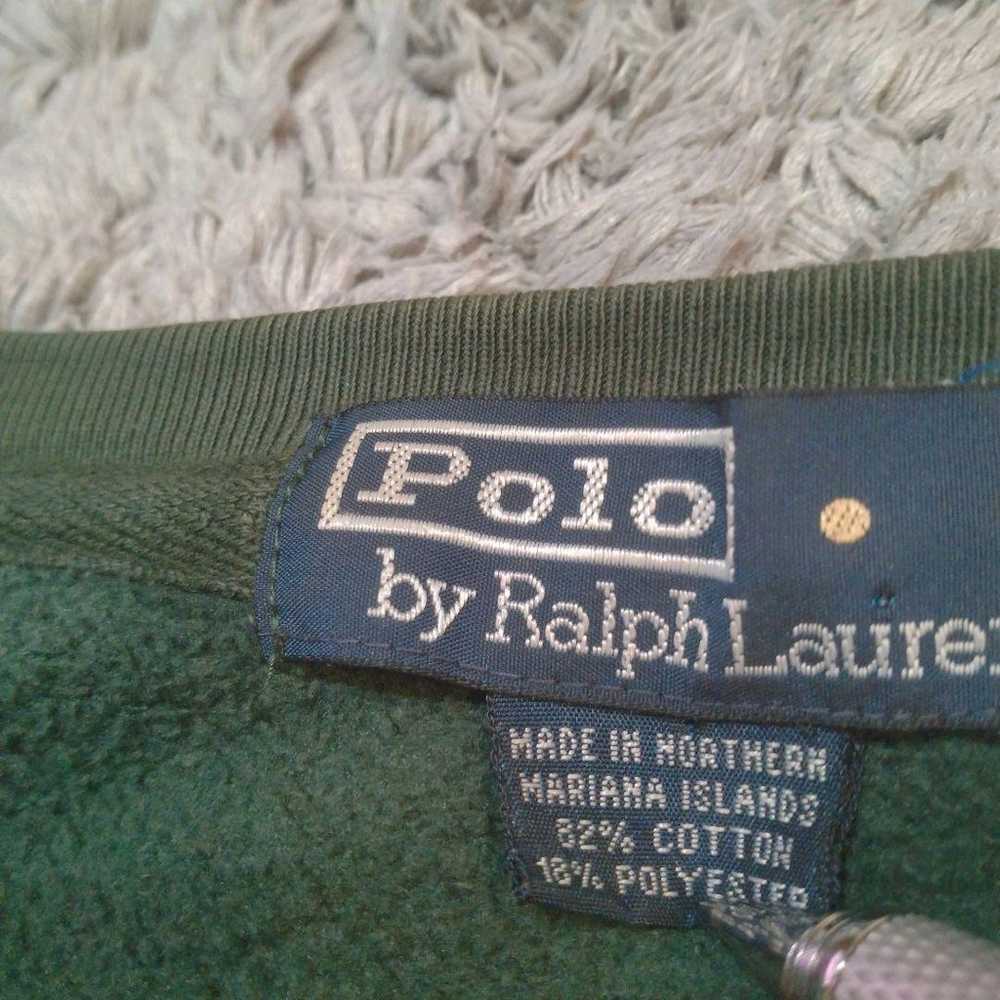 Polo
by Ralph Lauren
MADE IN NORTHERN
MARIANA ISLANDS
82% COTTON
18% POLYESTER